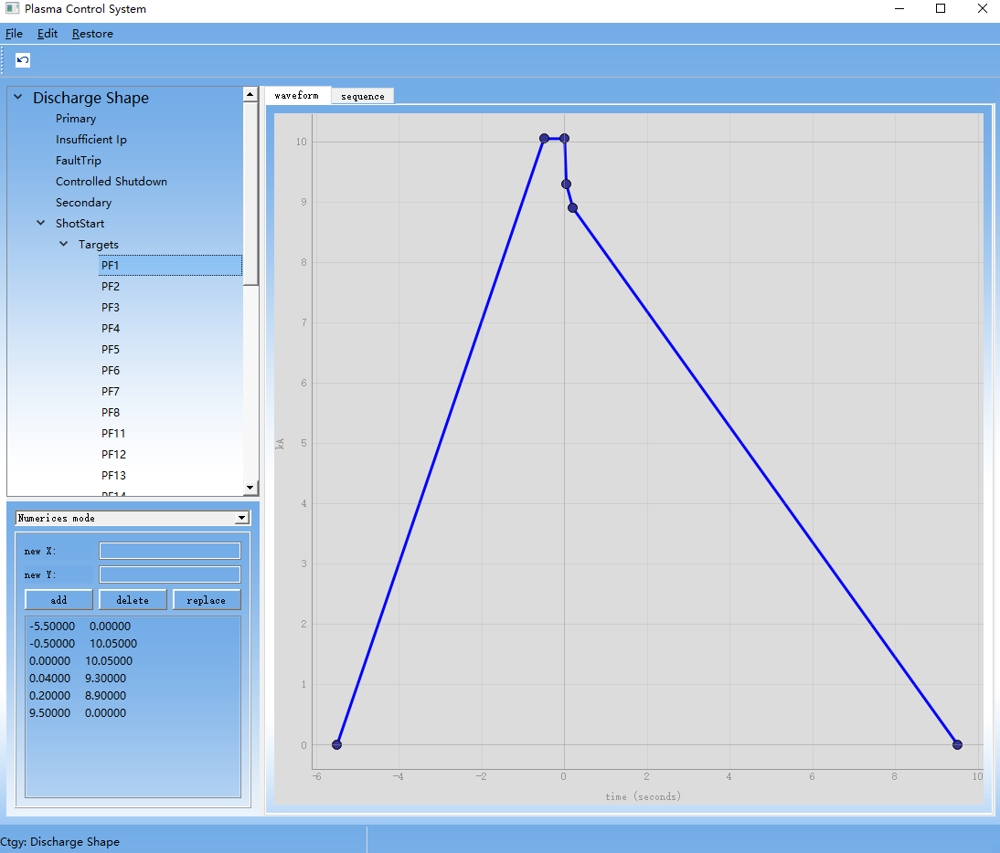 Plasma Control System
File Edit Restore
Discharge Shape
Primary
Insufficient Ip
FaultTrip
Controlled Shutdown
Secondary
ShotStart
Targets
PF1
PF2
PF3
PF4
PF5
PF6
PF7
PF8
PF11
PF12
PF13
PF14
Numerices mode
new X:
new Y:
add delete replace
-5.50000 0.00000
-0.50000 10.05000
0.00000 10.05000
0.04000 9.30000
0.20000 8.90000
9.50000 0.00000
waveform sequence
10
9
8
7
6
5
kA
4
3
2
1
0
-6 -4 -2 0 2 4 6 8 10
time (seconds)
Ctgy: Discharge Shape